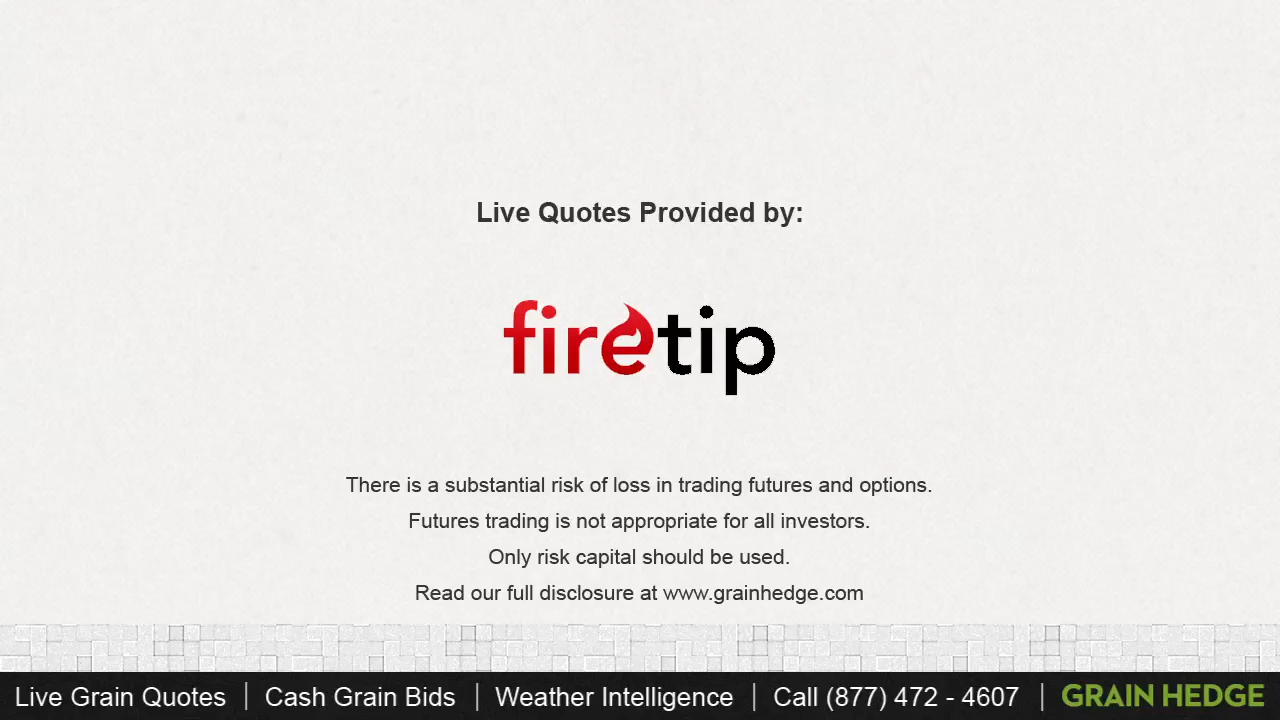 Live Quotes Provided by:
firetip
There is a substantial risk of loss in trading futures and options.
Futures trading is not appropriate for all investors.
Only risk capital should be used.
Read our full disclosure at www.grainhedge.com
Live Grain Quotes | Cash Grain Bids | Weather Intelligence | Call (877) 472 - 4607 | GRAIN HEDGE